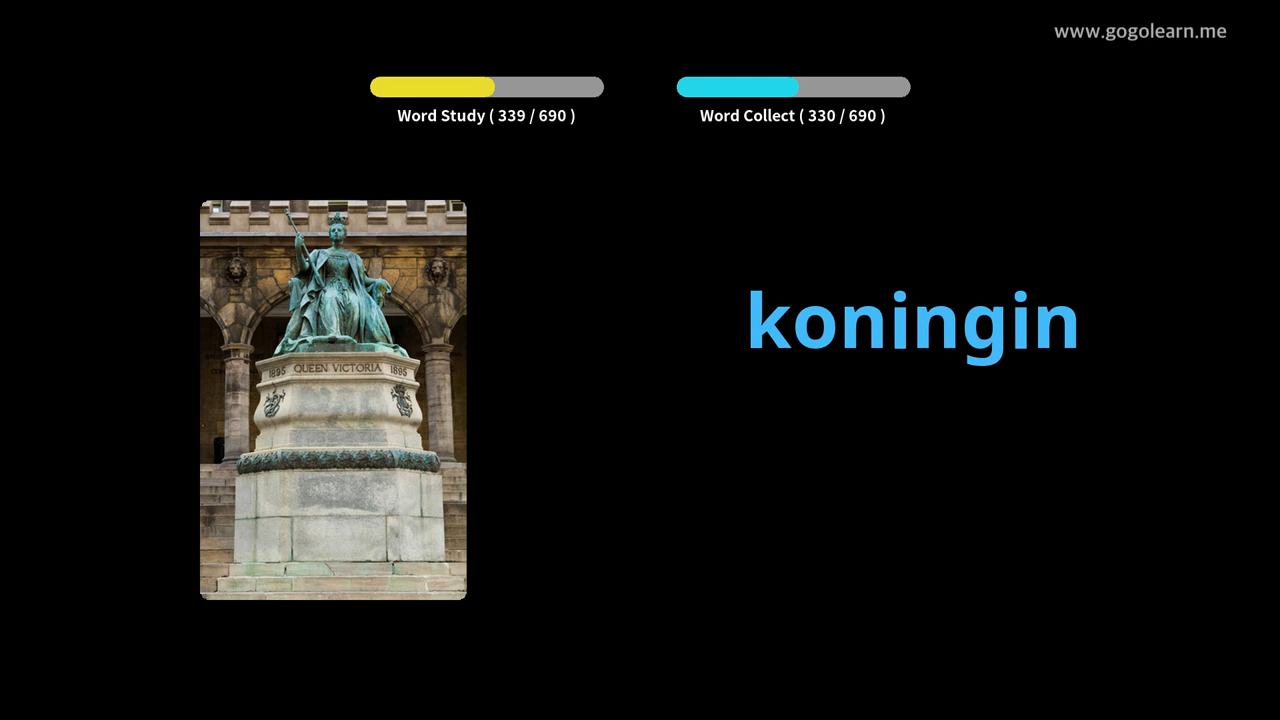 www.gogolearn.me
Word Study ( 339 / 690 )
Word Collect ( 330 / 690 )
koningin
1895 QUEEN VICTORIA 1895